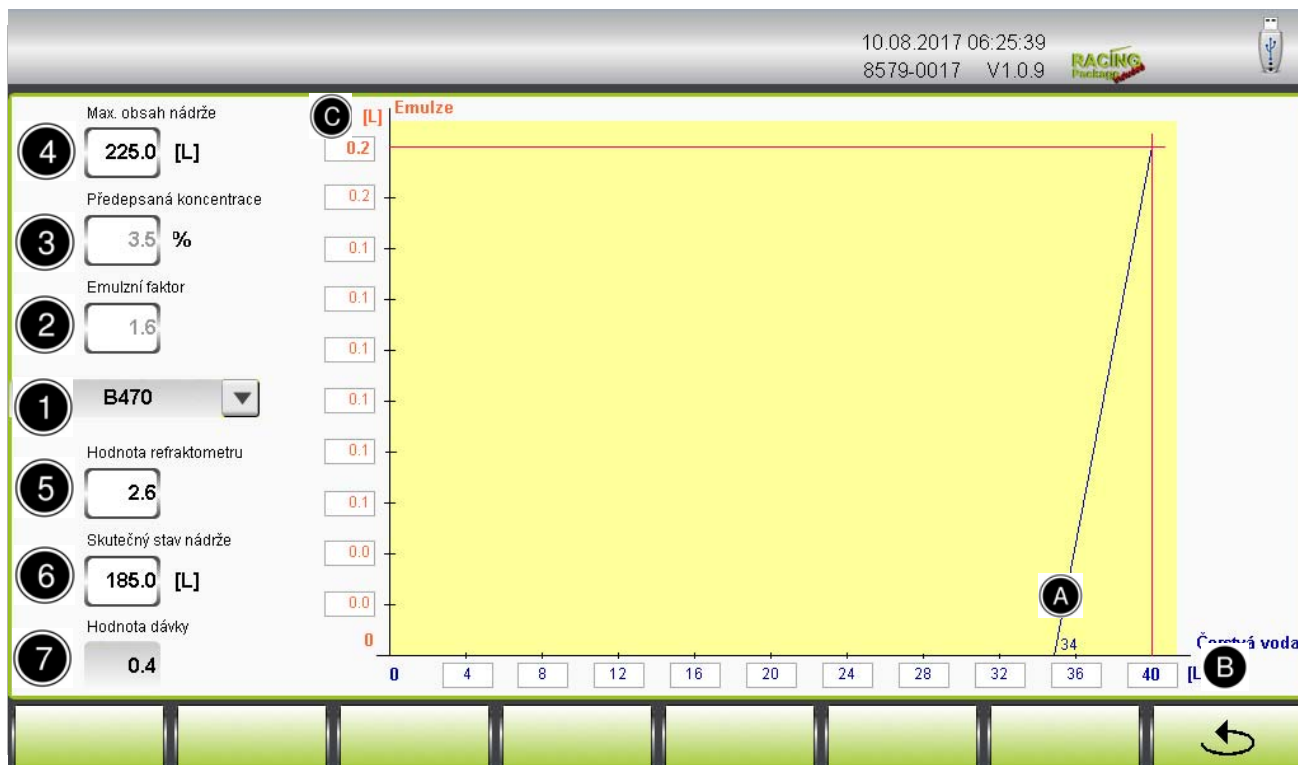 10.08.2017 06:25:39
8579-0017 V1.0.9
RACING
4
Max. obsah nádrže
225.0 [L]
3
Předepsaná koncentrace
3.5 %
2
Emulzní faktor
1.6
1
B470
5
Hodnota refraktometru
2.6
6
Skutečný stav nádrže
185.0 [L]
7
Hodnota dávky
0.4
C [L] Emulze
0.2
0.2
0.1
0.1
0.1
0.1
0.1
0.1
0.0
0.0
0
A
34
0 4 8 12 16 20 24 28 32 36 40 [L B
Čerstvá voda